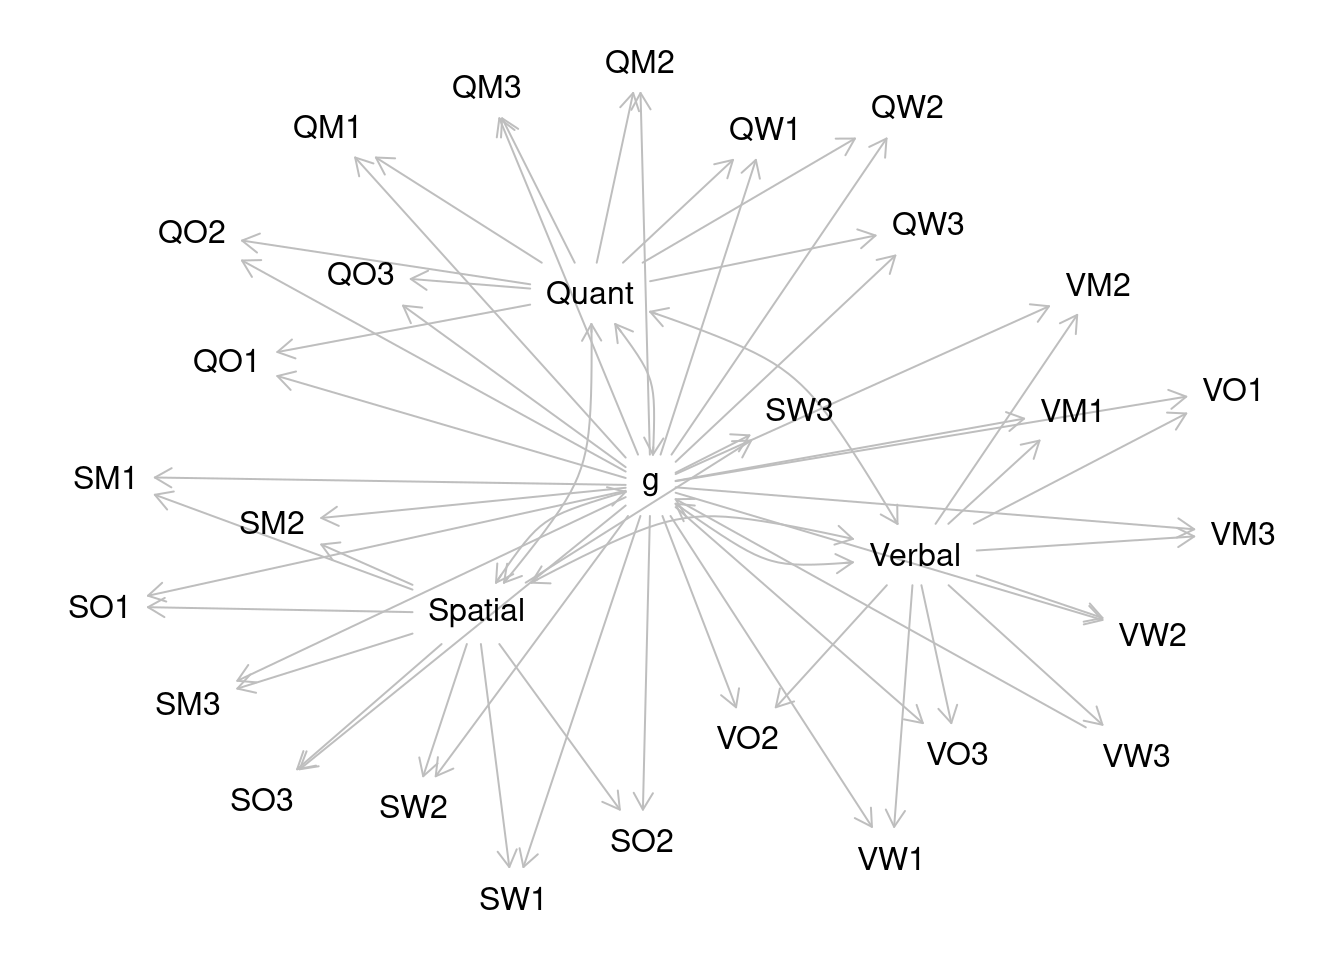 QM2
QM3
QW2
QM1
QW1
QO2
QW3
QO3
VM2
Quant
QO1
VO1
SW3
VM1
SM1
g
SM2
VM3
Verbal
SO1
Spatial
VW2
SM3
VO2
VO3
VW3
SO3
SW2
SO2
VW1
SW1